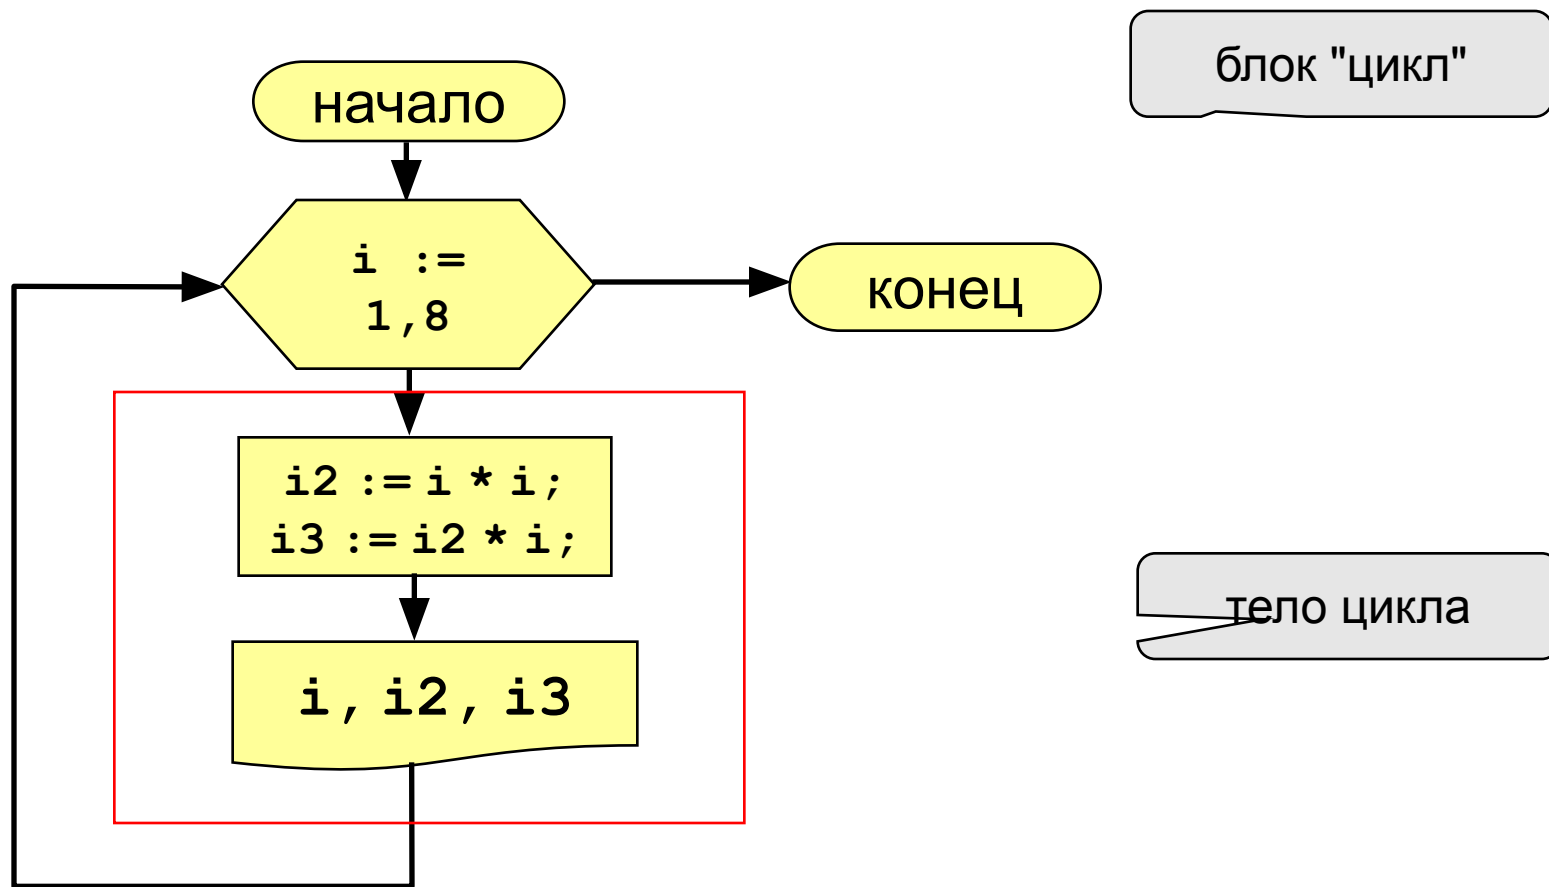 блок "цикл"
начало
i :=
1,8
конец
i2 := i * i;
i3 := i2 * i;
тело цикла
i, i2, i3